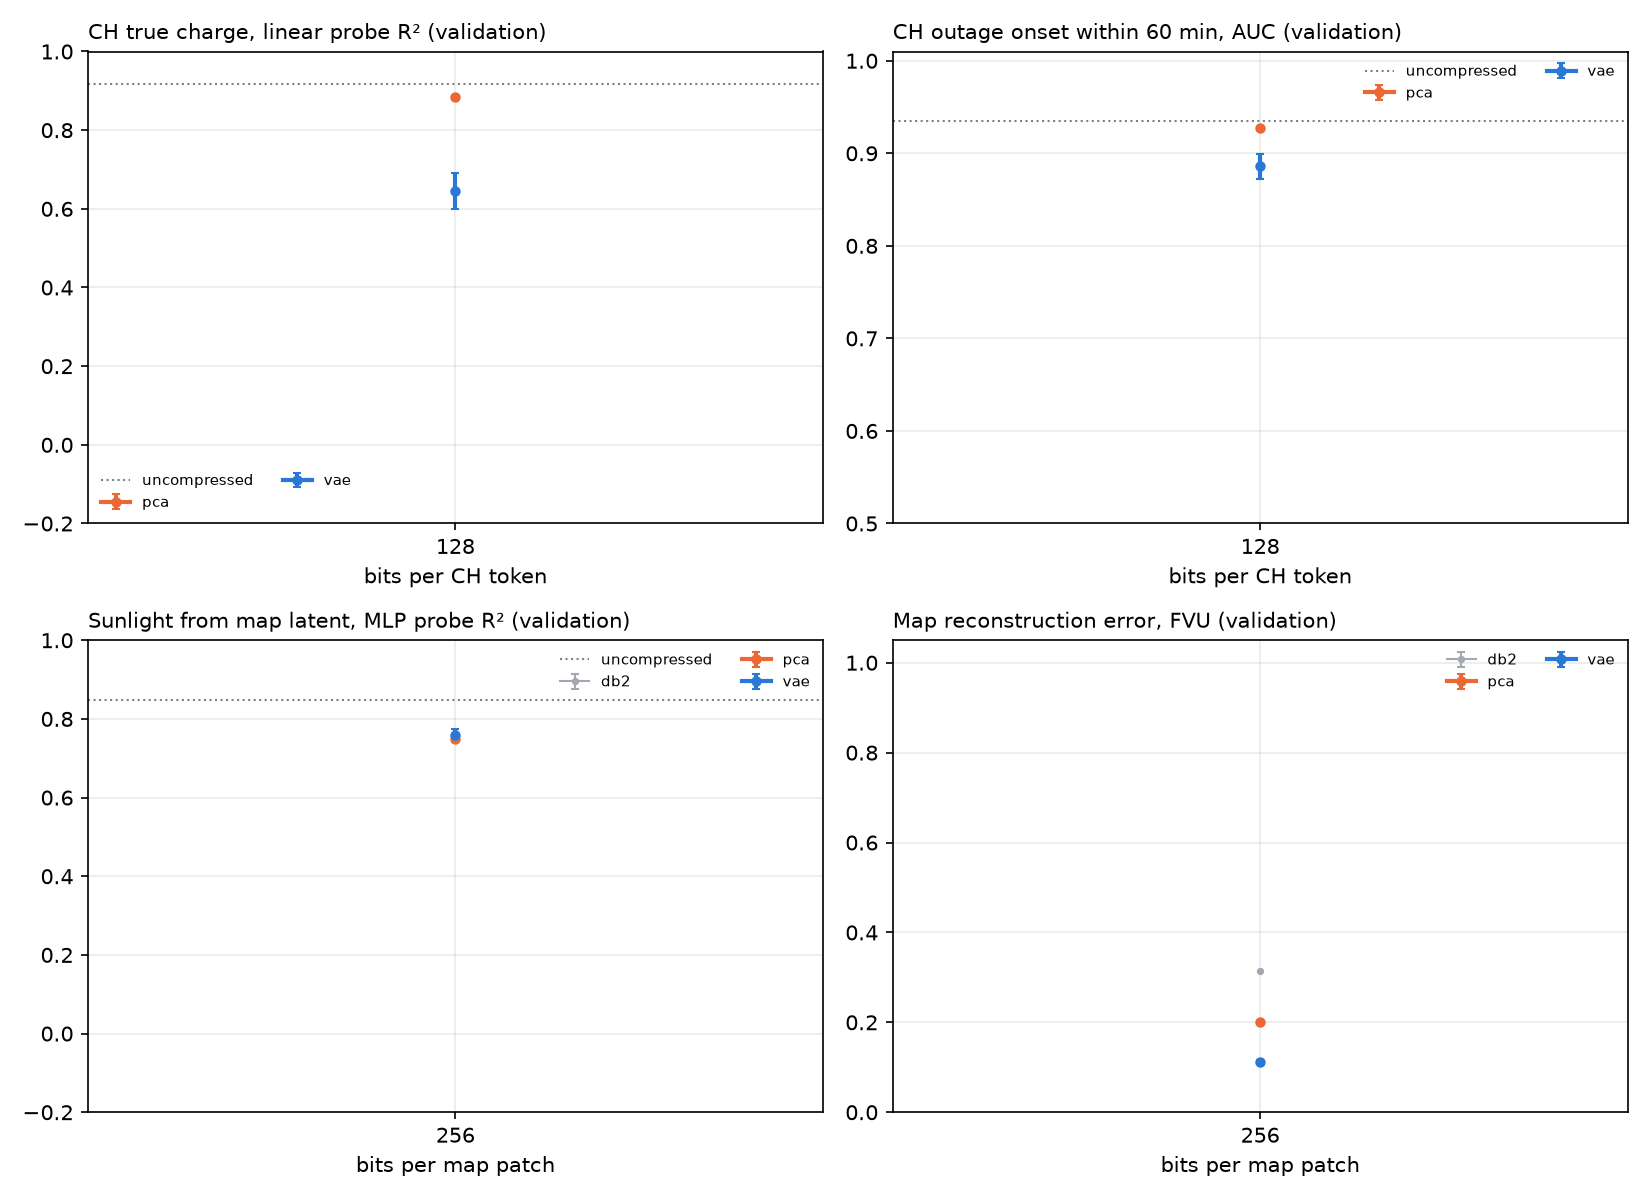 CH true charge, linear probe R² (validation)
1.0
0.8
0.6
0.4
0.2
0.0
−0.2
uncompressed
pca
vae
128
bits per CH token
CH outage onset within 60 min, AUC (validation)
1.0
0.9
0.8
0.7
0.6
0.5
uncompressed
pca
vae
128
bits per CH token
Sunlight from map latent, MLP probe R² (validation)
1.0
0.8
0.6
0.4
0.2
0.0
−0.2
uncompressed
db2
pca
vae
256
bits per map patch
Map reconstruction error, FVU (validation)
1.0
0.8
0.6
0.4
0.2
0.0
db2
pca
vae
256
bits per map patch